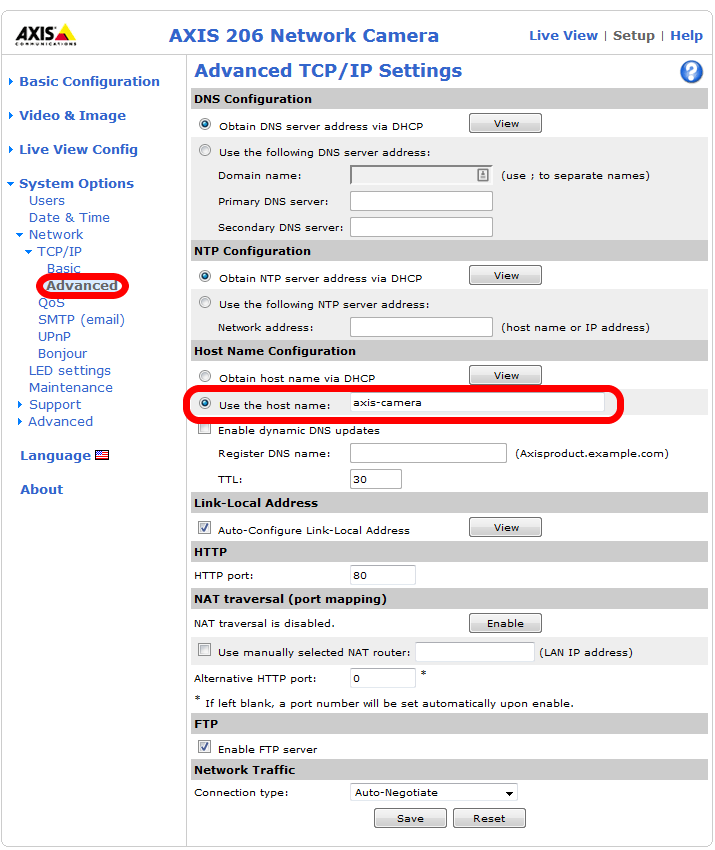 AXIS
COMMUNICATIONS
AXIS 206 Network Camera
Live View | Setup | Help
Basic Configuration
Video & Image
Live View Config
System Options
Users
Date & Time
Network
TCP/IP
Basic
Advanced
QoS
SMTP (email)
UPnP
Bonjour
LED settings
Maintenance
Support
Advanced
Language
About
Advanced TCP/IP Settings
?
DNS Configuration
Obtain DNS server address via DHCP View
Use the following DNS server address:
Domain name: (use ; to separate names)
Primary DNS server:
Secondary DNS server:
NTP Configuration
Obtain NTP server address via DHCP View
Use the following NTP server address:
Network address: (host name or IP address)
Host Name Configuration
Obtain host name via DHCP View
Use the host name: axis-camera
Enable dynamic DNS updates
Register DNS name: (Axisproduct.example.com)
TTL: 30
Link-Local Address
Auto-Configure Link-Local Address View
HTTP
HTTP port: 80
NAT traversal (port mapping)
NAT traversal is disabled. Enable
Use manually selected NAT router: (LAN IP address)
Alternative HTTP port: 0 *
* If left blank, a port number will be set automatically upon enable.
FTP
Enable FTP server
Network Traffic
Connection type: Auto-Negotiate
Save Reset